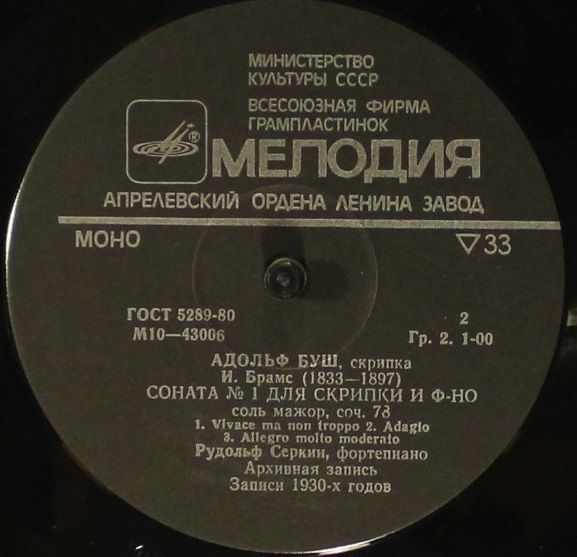 МИНИСТЕРСТВО
КУЛЬТУРЫ СССР
ВСЕСОЮЗНАЯ ФИРМА
ГРАМПЛАСТИНОК
® МЕЛОДИЯ
АПРЕЛЕВСКИЙ ОРДЕНА ЛЕНИНА ЗАВОД
МОНО ▽33
ГОСТ 5289-80 2
М10—43006 Гр. 2. 1-00
АДОЛЬФ БУШ, скрипка
И. Брамс (1833—1897)
СОНАТА № 1 ДЛЯ СКРИПКИ И Ф-НО
соль мажор, соч. 78
1. Vivace ma non troppo 2. Adagio
3. Allegro molto moderato
Рудольф Серкин, фортепиано
Архивная запись
Записи 1930-х годов